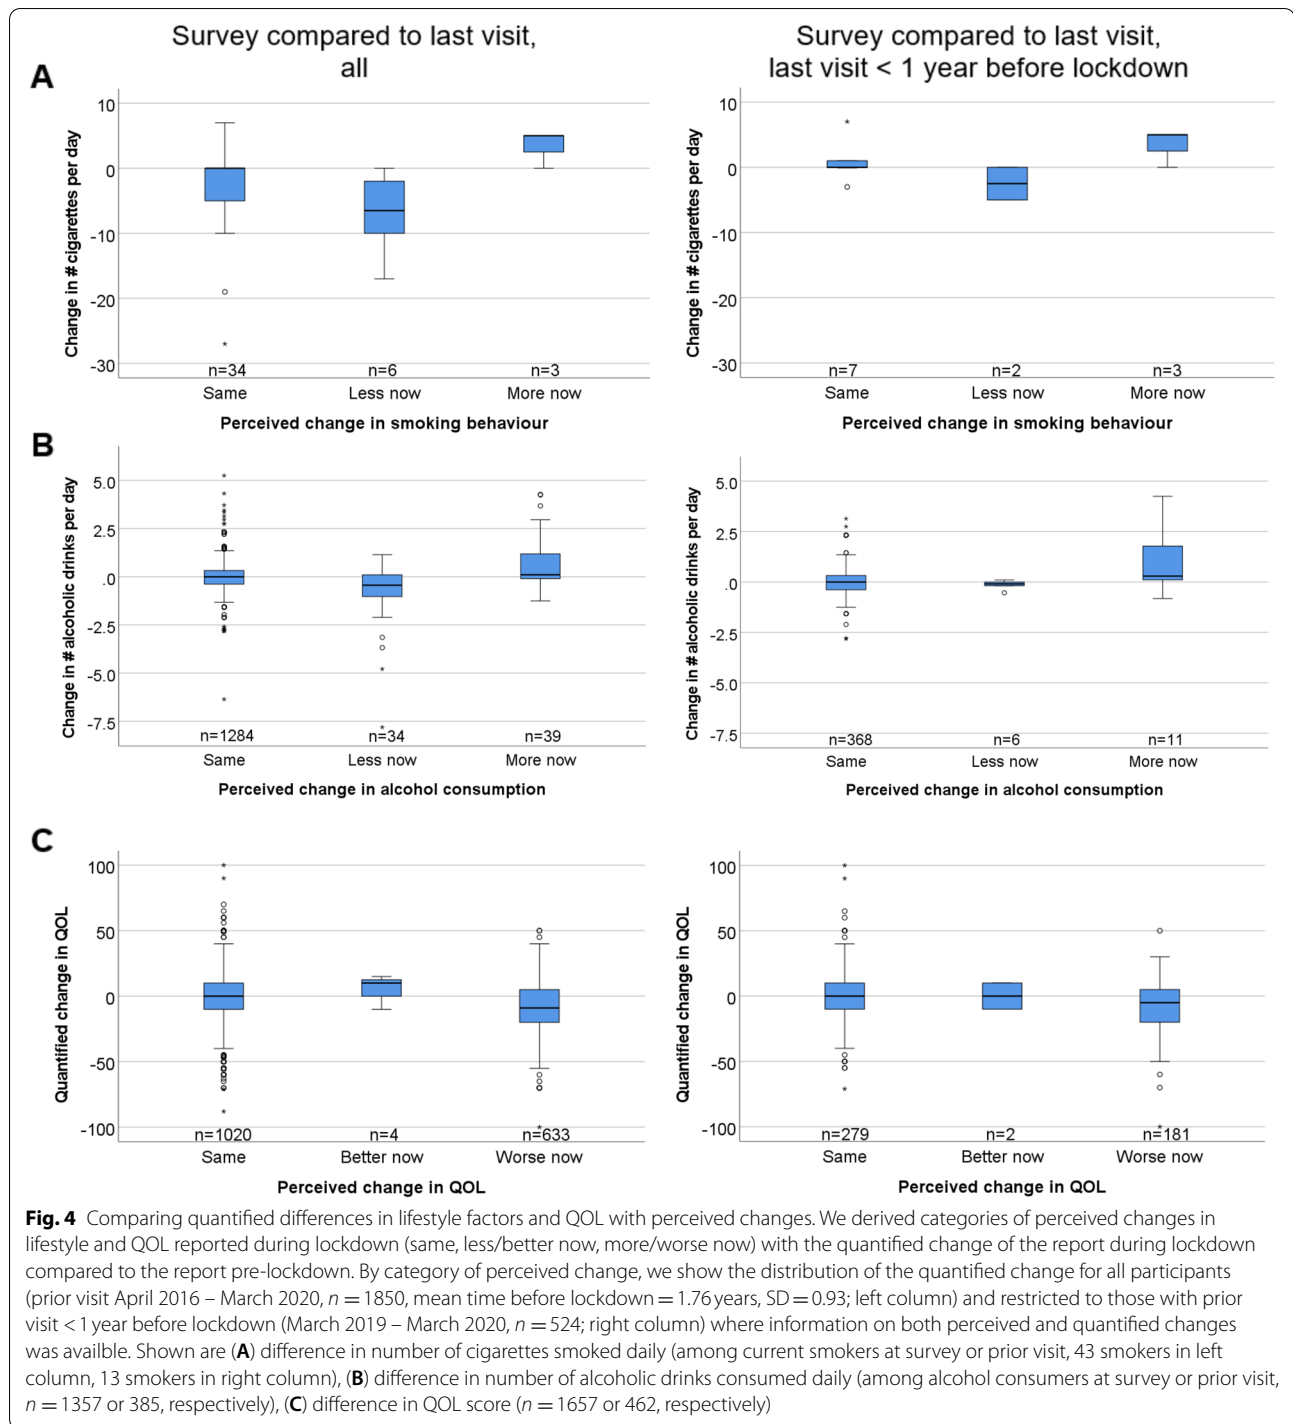 Survey compared to last visit,
all
Survey compared to last visit,
last visit < 1 year before lockdown
A
Change in # cigarettes per day
10
0
-10
-20
-30
n=34
n=6
n=3
Same
Less now
More now
Perceived change in smoking behaviour
Change in # cigarettes per day
10
0
-10
-20
-30
n=7
n=2
n=3
Same
Less now
More now
Perceived change in smoking behaviour
B
Change in # alcoholic drinks per day
5.0
2.5
.0
-2.5
-5.0
-7.5
n=1284
n=34
n=39
Same
Less now
More now
Perceived change in alcohol consumption
Change in # alcoholic drinks per day
5.0
2.5
.0
-2.5
-5.0
-7.5
n=368
n=6
n=11
Same
Less now
More now
Perceived change in alcohol consumption
C
Quantified change in QOL
100
50
0
-50
-100
n=1020
n=4
n=633
Same
Better now
Worse now
Perceived change in QOL
Quantified change in QOL
100
50
0
-50
-100
n=279
n=2
n=181
Same
Better now
Worse now
Perceived change in QOL
Fig. 4 Comparing quantified differences in lifestyle factors and QOL with perceived changes. We derived categories of perceived changes in
lifestyle and QOL reported during lockdown (same, less/better now, more/worse now) with the quantified change of the report during lockdown
compared to the report pre-lockdown. By category of perceived change, we show the distribution of the quantified change for all participants
(prior visit April 2016 – March 2020, n = 1850, mean time before lockdown = 1.76 years, SD = 0.93; left column) and restricted to those with prior
visit < 1 year before lockdown (March 2019 – March 2020, n = 524; right column) where information on both perceived and quantified changes
was availble. Shown are (A) difference in number of cigarettes smoked daily (among current smokers at survey or prior visit, 43 smokers in left
column, 13 smokers in right column), (B) difference in number of alcoholic drinks consumed daily (among alcohol consumers at survey or prior visit,
n = 1357 or 385, respectively), (C) difference in QOL score (n = 1657 or 462, respectively)